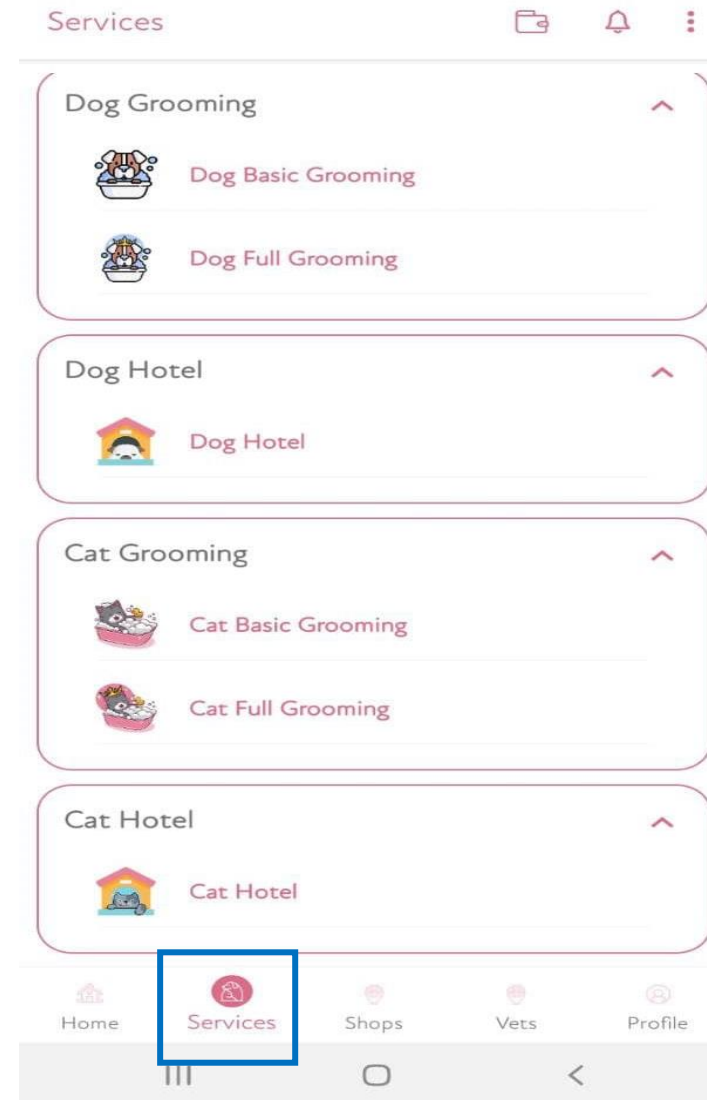 Services
Dog Grooming
Dog Basic Grooming
Dog Full Grooming
Dog Hotel
Dog Hotel
Cat Grooming
Cat Basic Grooming
Cat Full Grooming
Cat Hotel
Cat Hotel
Home Services Shops Vets Profile